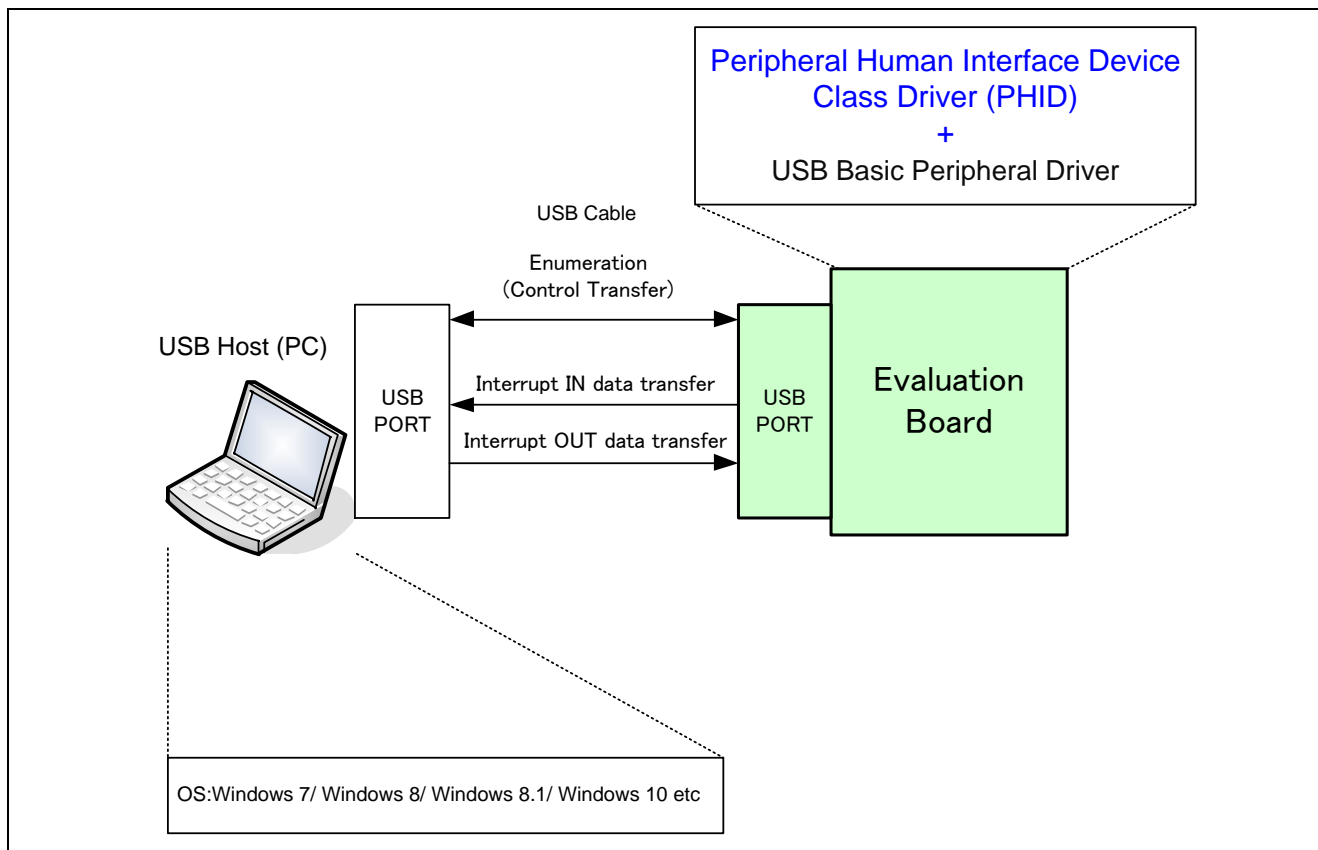 Peripheral Human Interface Device
Class Driver (PHID)
+
USB Basic Peripheral Driver
USB Cable
Enumeration
(Control Transfer)
USB Host (PC)
USB
PORT
Interrupt IN data transfer
Interrupt OUT data transfer
USB
PORT
Evaluation
Board
OS:Windows 7/ Windows 8/ Windows 8.1/ Windows 10 etc